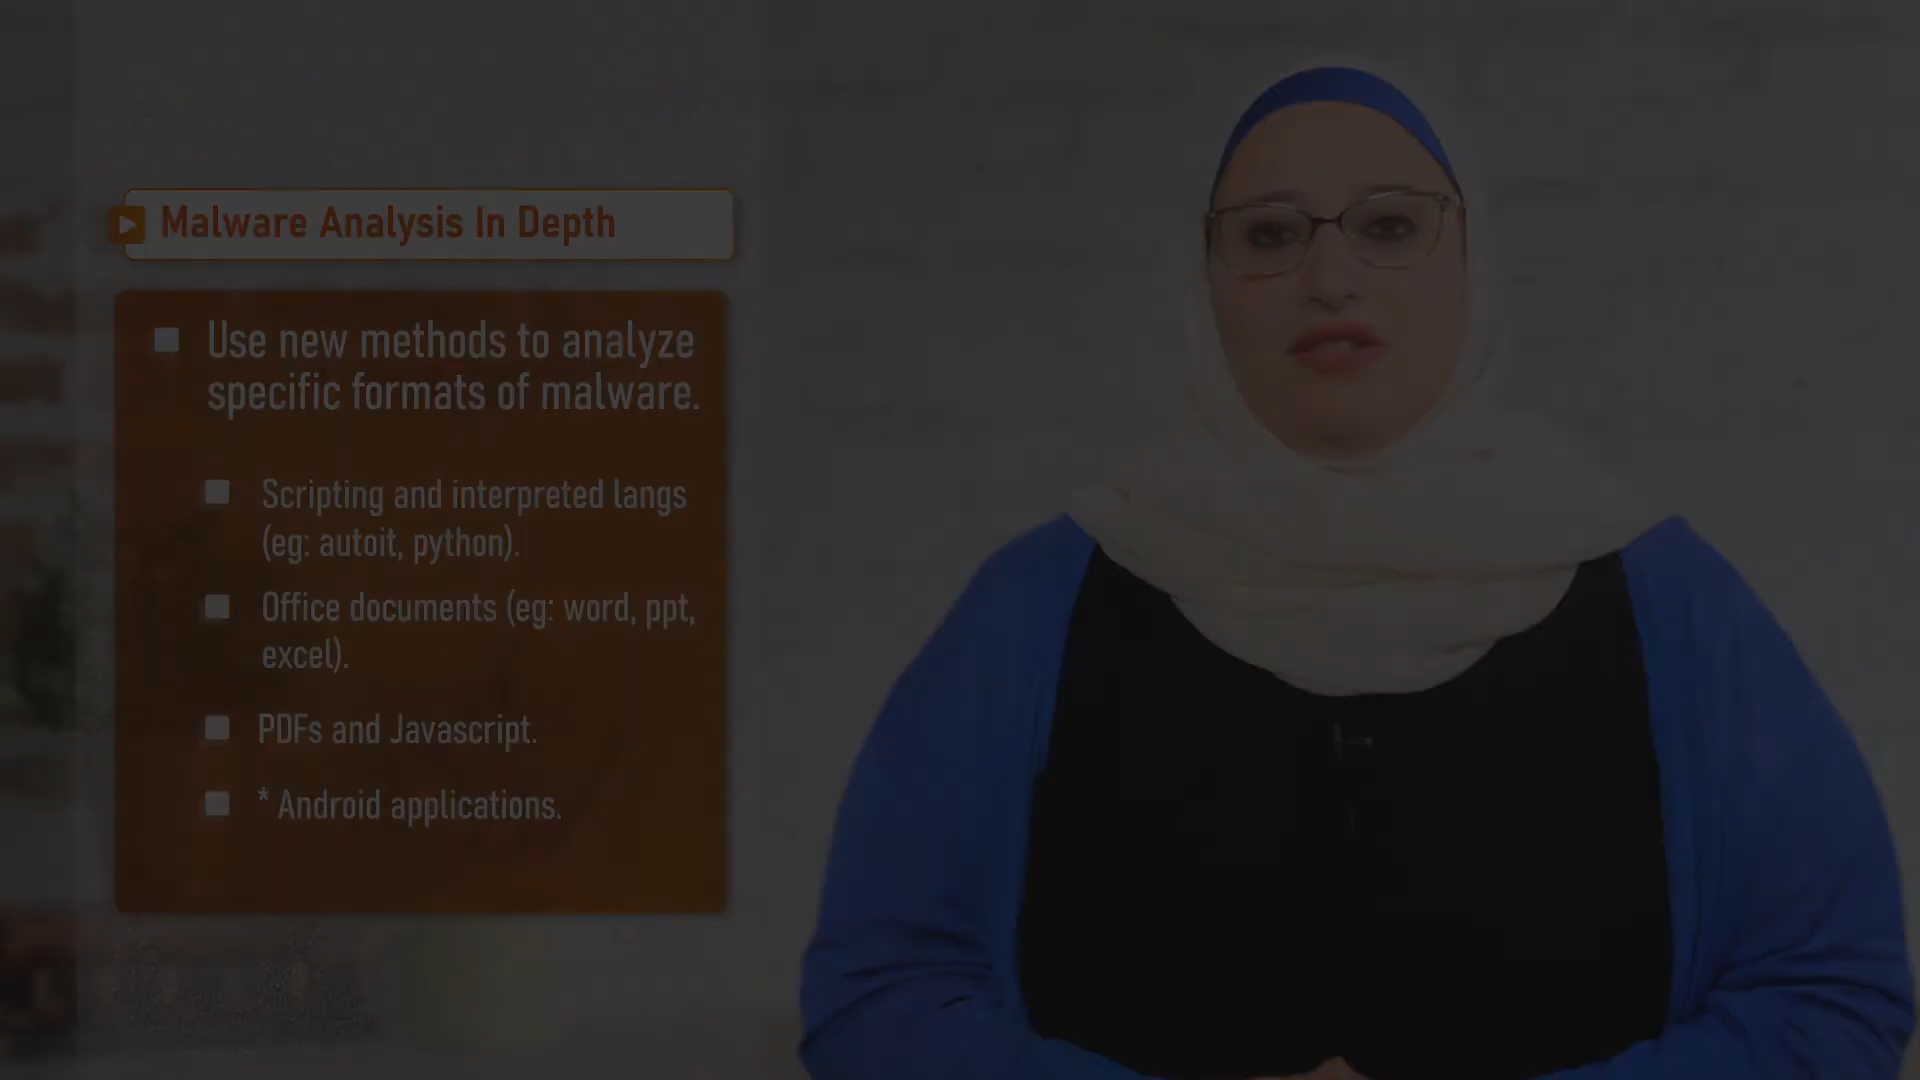 Malware Analysis In Depth
Use new methods to analyze
specific formats of malware.
Scripting and interpreted langs
(eg: autoit, python).
Office documents (eg: word, ppt,
excel).
PDFs and Javascript.
* Android applications.